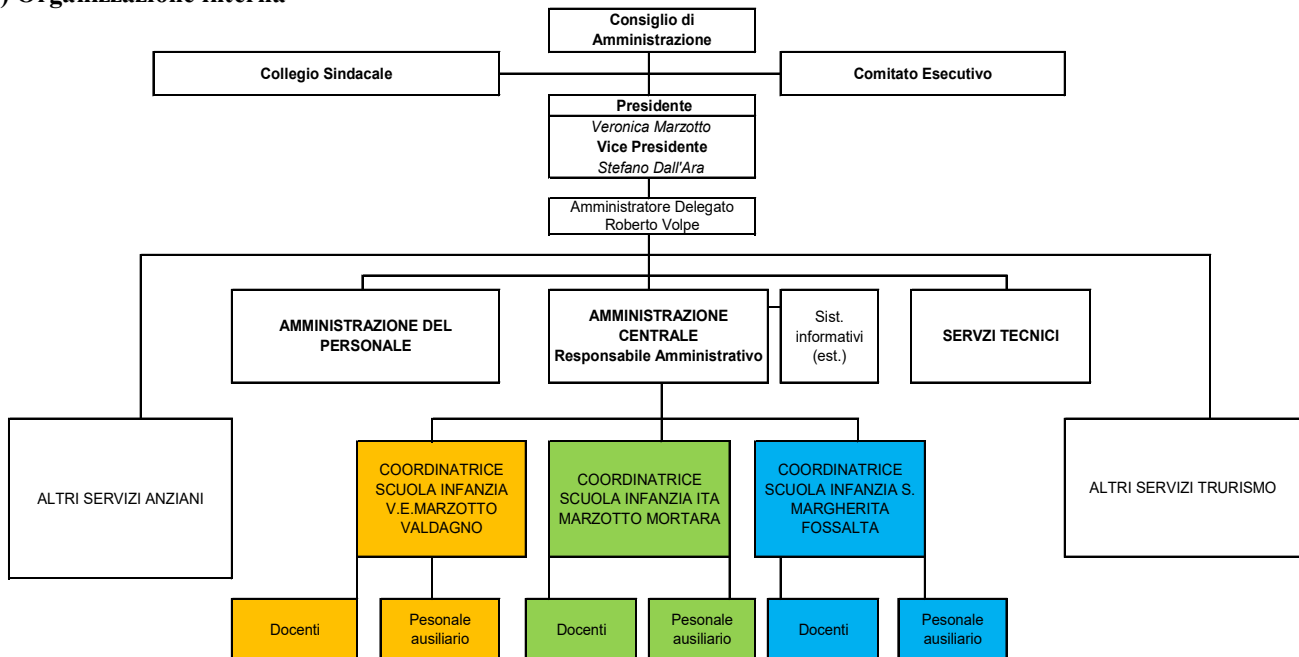 ) Organizzazione interna
Consiglio di
Amministrazione
Collegio Sindacale
Comitato Esecutivo
Presidente
Veronica Marzotto
Vice Presidente
Stefano Dall'Ara
Amministratore Delegato
Roberto Volpe
AMMINISTRAZIONE DEL
PERSONALE
AMMINISTRAZIONE
CENTRALE
Responsabile Amministrativo
Sist.
informativi
(est.)
SERVZI TECNICI
ALTRI SERVIZI ANZIANI
COORDINATRICE
SCUOLA INFANZIA
V.E.MARZOTTO
VALDAGNO
COORDINATRICE
SCUOLA INFANZIA ITA
MARZOTTO MORTARA
COORDINATRICE
SCUOLA INFANZIA S.
MARGHERITA
FOSSALTA
ALTRI SERVIZI TRURISMO
Docenti
Pesonale
ausiliario
Docenti
Pesonale
ausiliario
Docenti
Pesonale
ausiliario